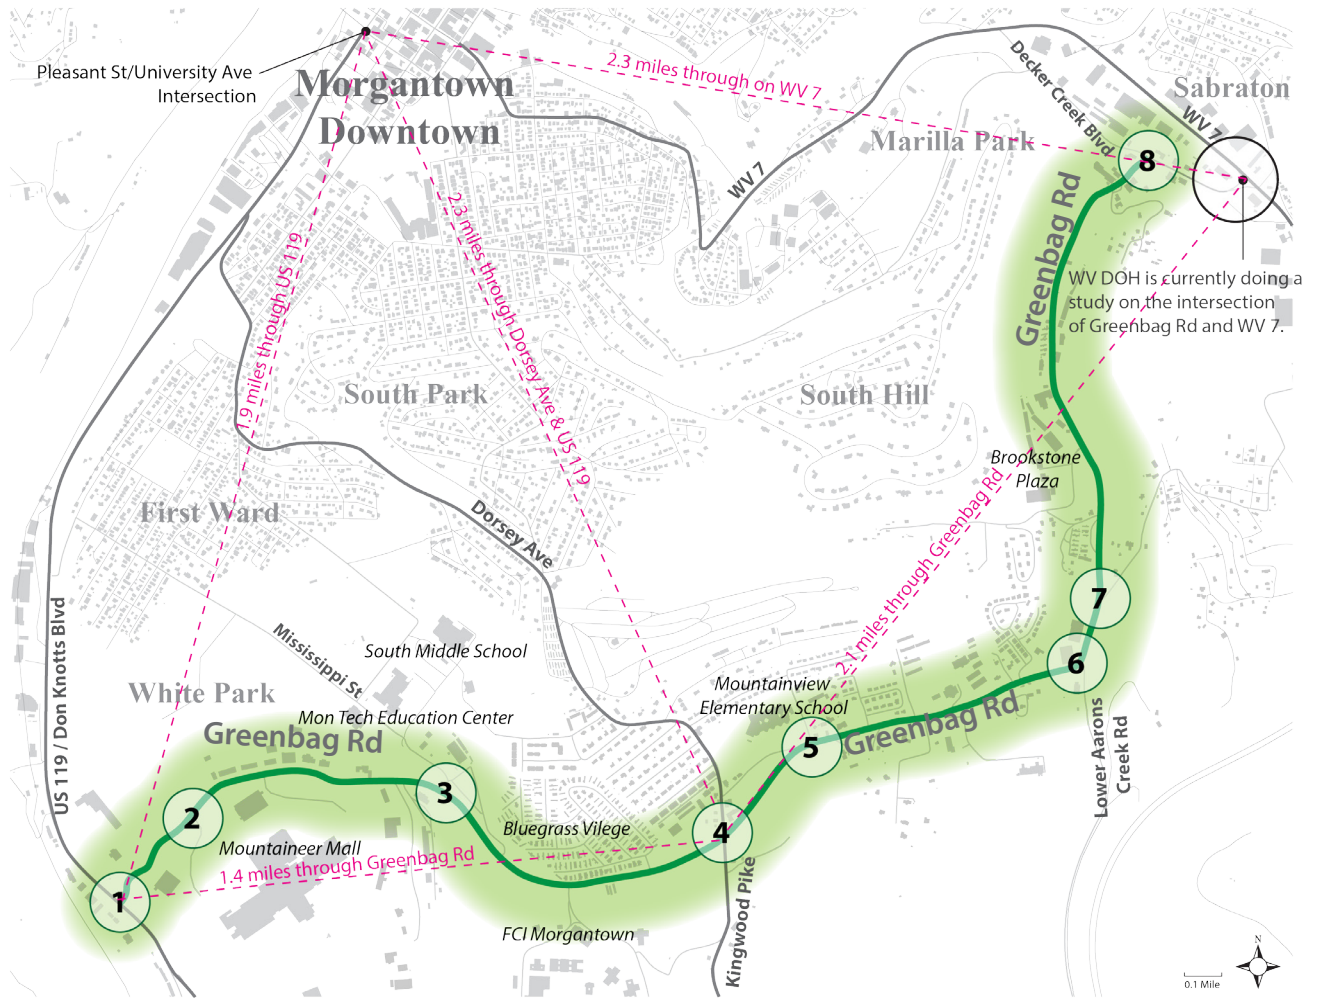 Pleasant St/University Ave
Intersection
Morgantown
Downtown
2.3 miles through on WV 7
Decker Creek Blvd
Sabraton
WV 7
Marilla Park
WV 7
8
Greenbag Rd
WV DOH is currently doing a
study on the intersection
of Greenbag Rd and WV 7.
1.9 miles through US 119
2.3 miles through Dorsey Ave & US 119
South Park
South Hill
Brookstone
Plaza
First Ward
Dorsey Ave
2.1 miles through Greenbag Rd
7
US 119 / Don Knotts Blvd
Mississippi St
South Middle School
6
White Park
Mountainview
Elementary School
Mon Tech Education Center
Greenbag Rd
Greenbag Rd
5
Lower Aarons
Creek Rd
3
2
4
Bluegrass Vilege
Mountaineer Mall
1.4 miles through Greenbag Rd
1
Kingwood Pike
FCI Morgantown
N
0.1 Mile